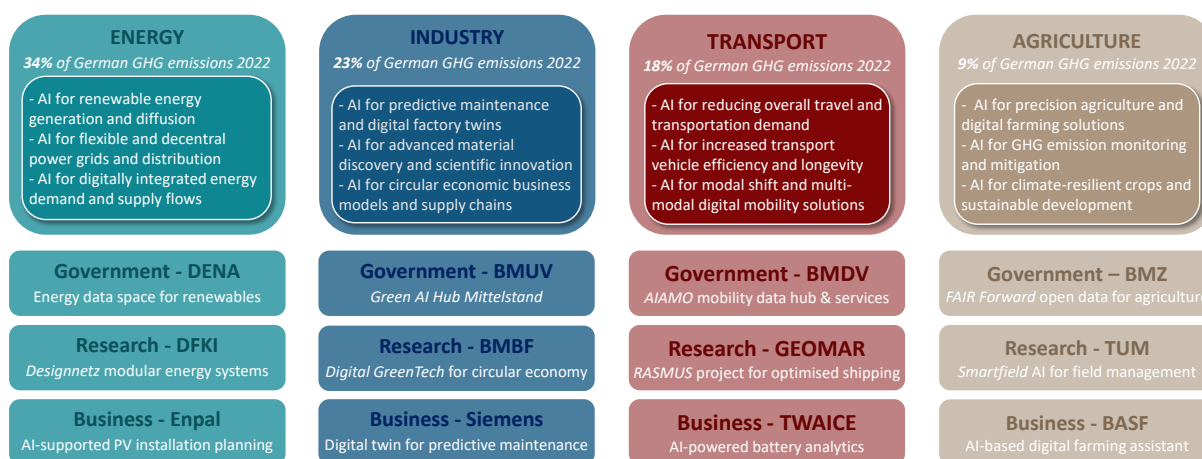 ENERGY
34% of German GHG emissions 2022
- AI for renewable energy
generation and diffusion
- AI for flexible and decentral
power grids and distribution
- AI for digitally integrated energy
demand and supply flows
Government - DENA
Energy data space for renewables
Research - DFKI
Designnetz modular energy systems
Business - Enpal
AI-supported PV installation planning
INDUSTRY
23% of German GHG emissions 2022
- AI for predictive maintenance
and digital factory twins
- AI for advanced material
discovery and scientific innovation
- AI for circular economic business
models and supply chains
Government - BMUV
Green AI Hub Mittelstand
Research - BMBF
Digital GreenTech for circular economy
Business - Siemens
Digital twin for predictive maintenance
TRANSPORT
18% of German GHG emissions 2022
- AI for reducing overall travel and
transportation demand
- AI for increased transport
vehicle efficiency and longevity
- AI for modal shift and multi-
modal digital mobility solutions
Government - BMDV
AIAMO mobility data hub & services
Research - GEOMAR
RASMUS project for optimised shipping
Business - TWAICE
AI-powered battery analytics
AGRICULTURE
9% of German GHG emissions 2022
- AI for precision agriculture and
digital farming solutions
- AI for GHG emission monitoring
and mitigation
- AI for climate-resilient crops and
sustainable development
Government – BMZ
FAIR Forward open data for agriculture
Research - TUM
Smartfield AI for field management
Business - BASF
AI-based digital farming assistant